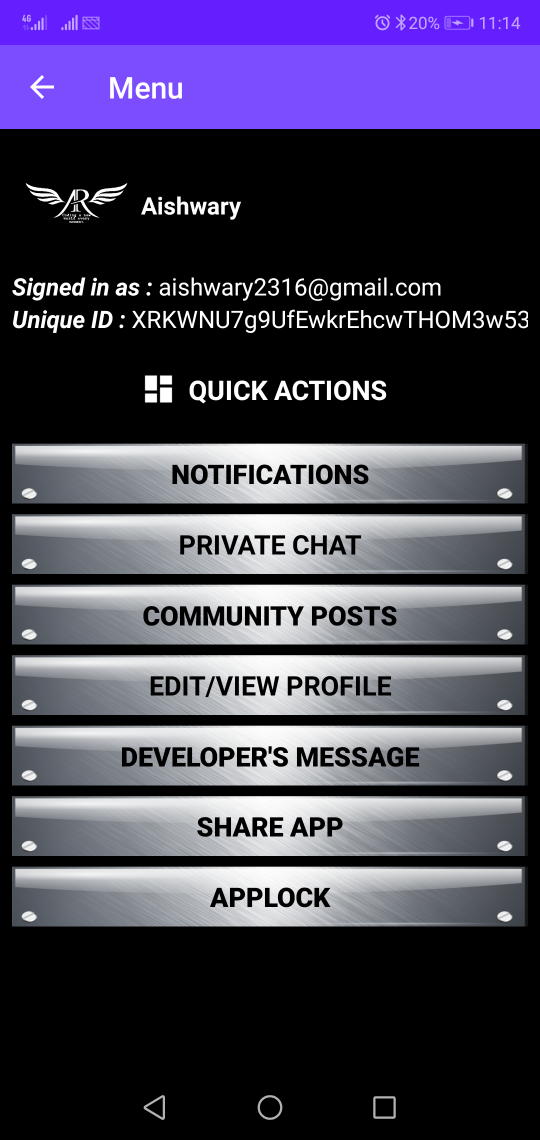 4G 20% 11:14
Menu
AR
Aishwary
Signed in as : aishwary2316@gmail.com
Unique ID : XRKWNU7g9UfEwkrEhcwTHOM3w53
QUICK ACTIONS
NOTIFICATIONS
PRIVATE CHAT
COMMUNITY POSTS
EDIT/VIEW PROFILE
DEVELOPER'S MESSAGE
SHARE APP
APPLOCK